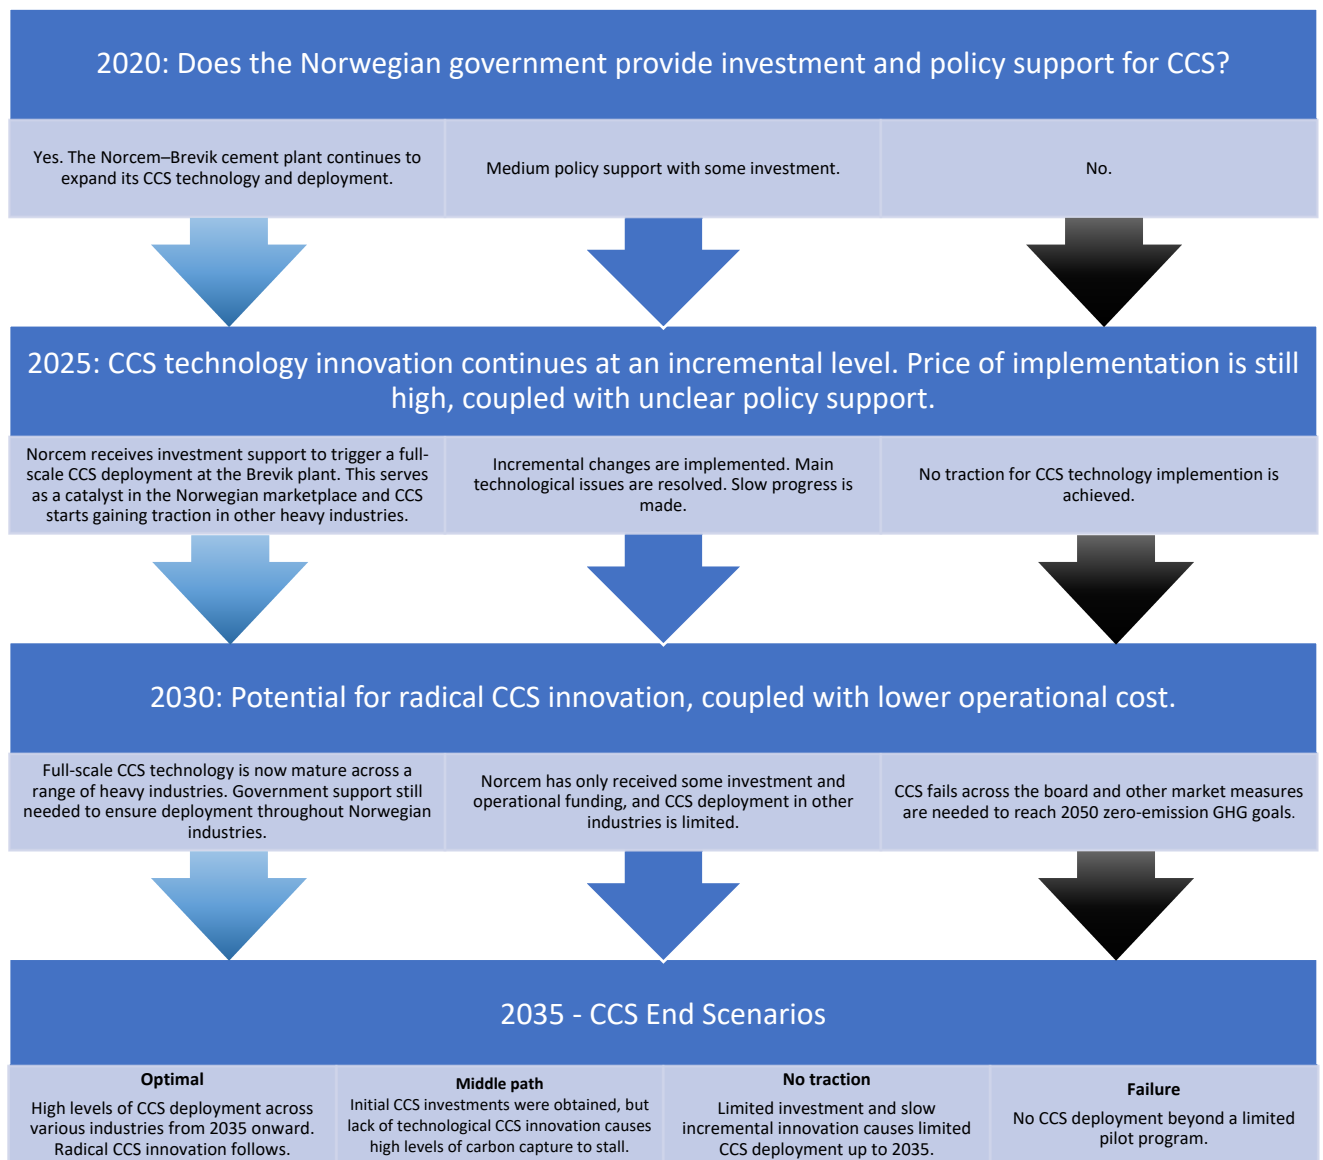 2020: Does the Norwegian government provide investment and policy support for CCS?
Yes. The Norcem–Brevik cement plant continues to
expand its CCS technology and deployment.
Medium policy support with some investment.
No.
2025: CCS technology innovation continues at an incremental level. Price of implementation is still
high, coupled with unclear policy support.
Norcem receives investment support to trigger a full-
scale CCS deployment at the Brevik plant. This serves
as a catalyst in the Norwegian marketplace and CCS
starts gaining traction in other heavy industries.
Incremental changes are implemented. Main
technological issues are resolved. Slow progress is
made.
No traction for CCS technology implemention is
achieved.
2030: Potential for radical CCS innovation, coupled with lower operational cost.
Full-scale CCS technology is now mature across a
range of heavy industries. Government support still
needed to ensure deployment throughout Norwegian
industries.
Norcem has only received some investment and
operational funding, and CCS deployment in other
industries is limited.
CCS fails across the board and other market measures
are needed to reach 2050 zero-emission GHG goals.
2035 - CCS End Scenarios
Optimal
High levels of CCS deployment across
various industries from 2035 onward.
Radical CCS innovation follows.
Middle path
Initial CCS investments were obtained, but
lack of technological CCS innovation causes
high levels of carbon capture to stall.
No traction
Limited investment and slow
incremental innovation causes limited
CCS deployment up to 2035.
Failure
No CCS deployment beyond a limited
pilot program.